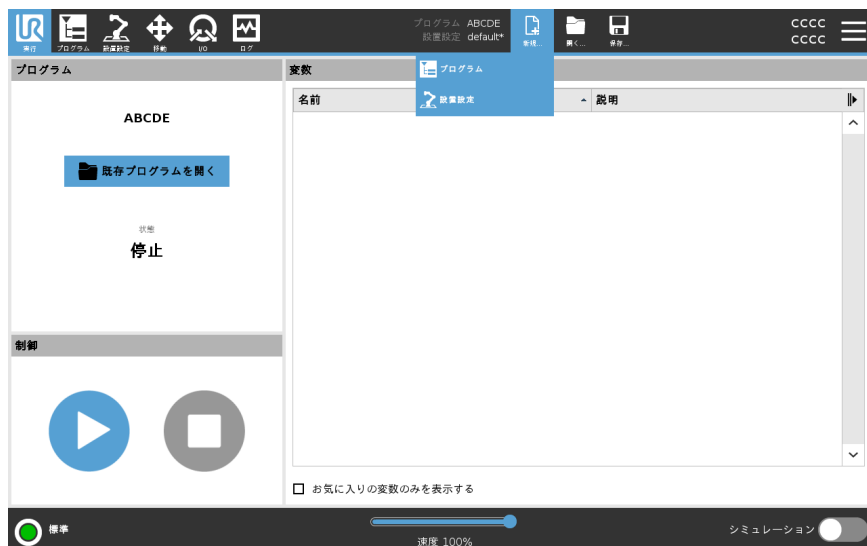 UR
実行
プログラム
設置設定
移動
I/O
ログ
プログラム ABCDE
設置設定 default*
新規...
開く...
保存...
CCCC
CCCC
プログラム
設置設定
プログラム
ABCDE
既存プログラムを開く
状態
停止
制御
変数
名前
説明
お気に入りの変数のみを表示する
標準
速度 100%
シミュレーション